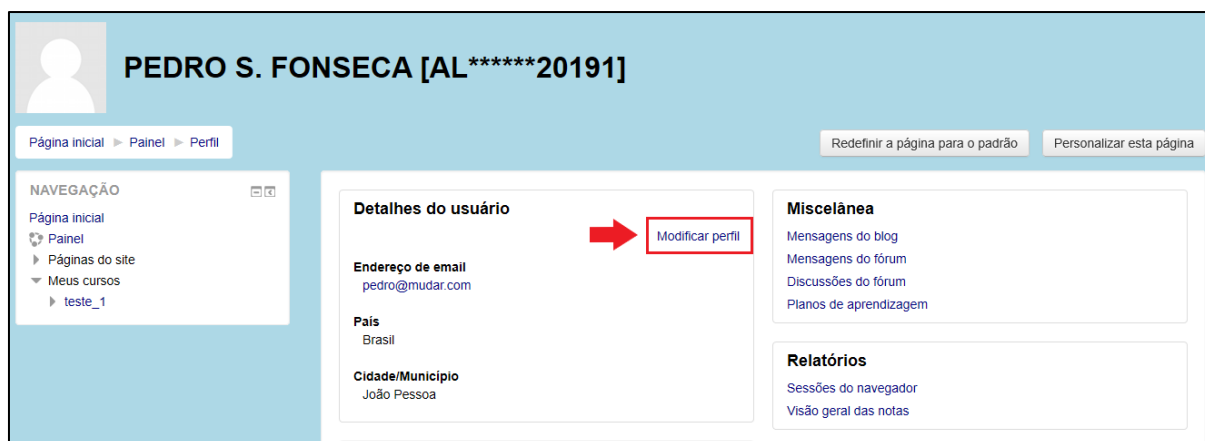 PEDRO S. FONSECA [AL******20191]
Página inicial ► Painel ► Perfil
Redefinir a página para o padrão
Personalizar esta página
NAVEGAÇÃO
Página inicial
Painel
Páginas do site
Meus cursos
teste_1
Detalhes do usuário
Modificar perfil
Endereço de email
pedro@mudar.com
País
Brasil
Cidade/Município
João Pessoa
Miscelânea
Mensagens do blog
Mensagens do fórum
Discussões do fórum
Planos de aprendizagem
Relatórios
Sessões do navegador
Visão geral das notas